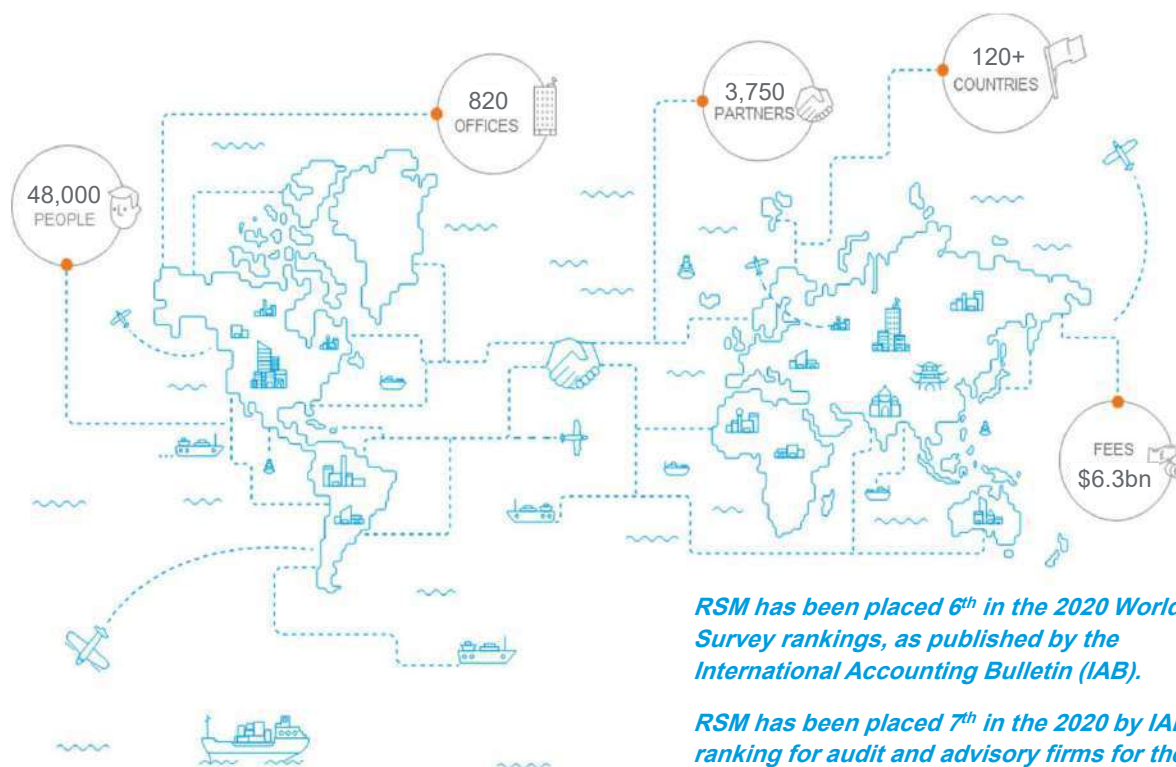 120+
COUNTRIES
820
OFFICES
3,750
PARTNERS
48,000
PEOPLE
FEES
$6.3bn
RSM has been placed 6th in the 2020 World
Survey rankings, as published by the
International Accounting Bulletin (IAB).
RSM has been placed 7th in the 2020 by
ranking for audit and advisory firms for the